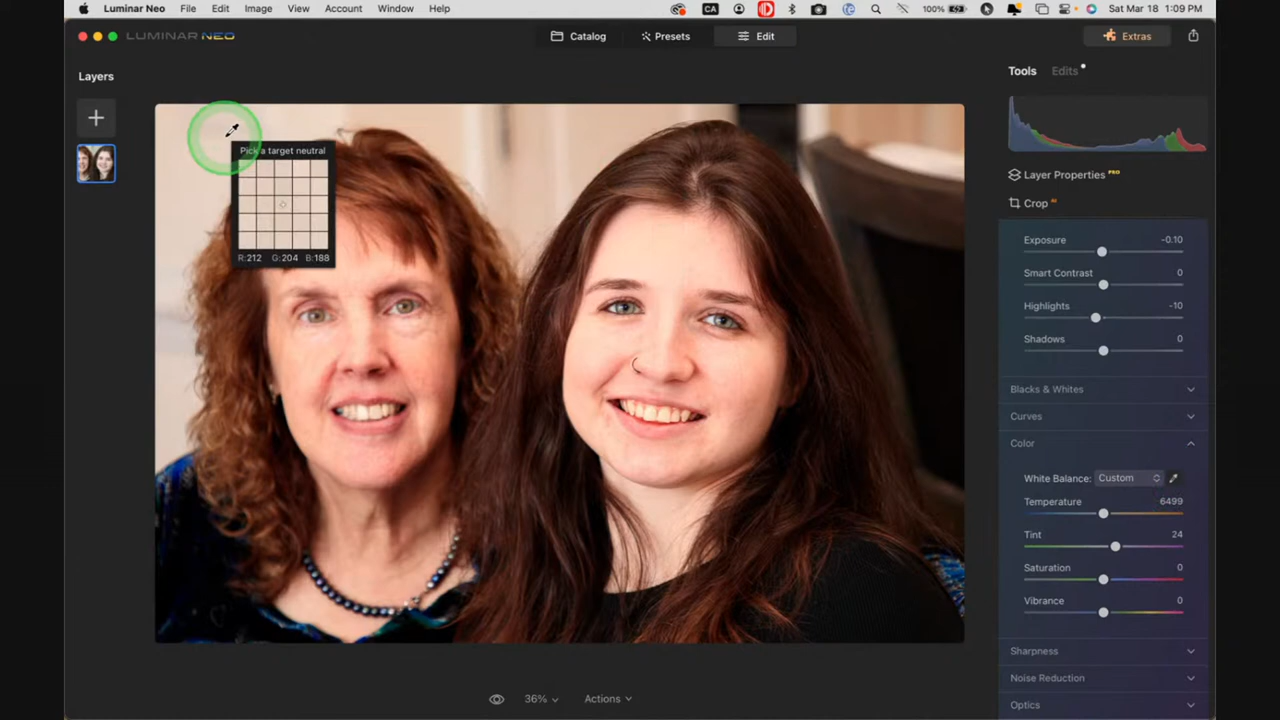 Luminar Neo File Edit Image View Account Window Help CA 100% Sat Mar 18 1:09 PM
LUMINAR NEO Catalog Presets Edit Extras
Layers
Tools Edits
Pick a target neutral
R:212 G:204 B:188
Layer Properties PRO
Crop AI
Exposure -0.10
Smart Contrast 0
Highlights -10
Shadows 0
Blacks & Whites
Curves
Color
White Balance: Custom
Temperature 6499
Tint 24
Saturation 0
Vibrance 0
Sharpness
Noise Reduction
Optics
36% Actions